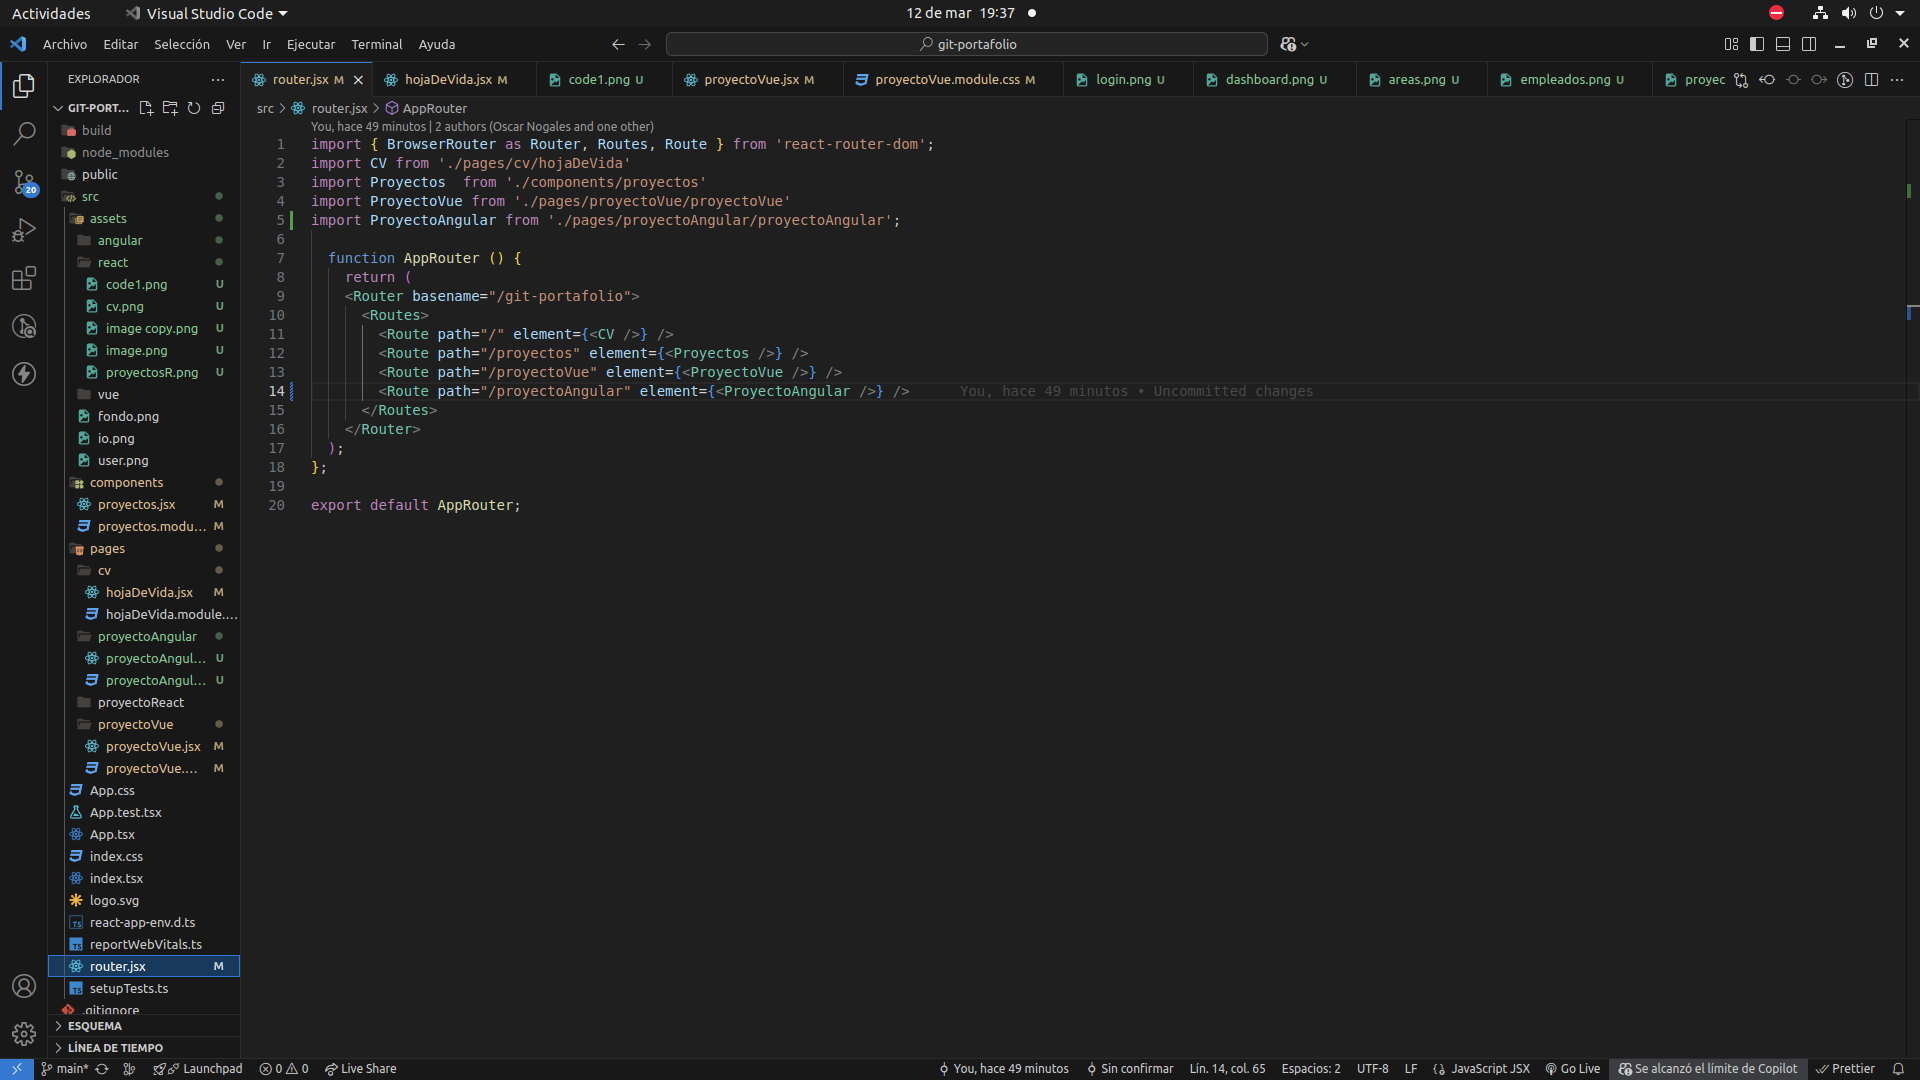 Actividades
Visual Studio Code
12 de mar 19:37
Archivo Editar Selección Ver Ir Ejecutar Terminal Ayuda
git-portafolio
EXPLORADOR
router.jsx M
hojaDeVida.jsx M
code1.png U
proyectoVue.jsx M
proyectoVue.module.css M
login.png U
dashboard.png U
areas.png U
empleados.png U
proyec
GIT-PORT...
build
node_modules
public
src
assets
angular
react
code1.png U
cv.png U
image copy.png U
image.png U
proyectosR.png U
vue
fondo.png
io.png
user.png
components
proyectos.jsx M
proyectos.modu... M
pages
cv
hojaDeVida.jsx M
hojaDeVida.module....
proyectoAngular
proyectoAngul... U
proyectoAngul... U
proyectoReact
proyectoVue
proyectoVue.jsx M
proyectoVue.... M
App.css
App.test.tsx
App.tsx
index.css
index.tsx
logo.svg
react-app-env.d.ts
reportWebVitals.ts
router.jsx M
setupTests.ts
.gitignore
ESQUEMA
LÍNEA DE TIEMPO
20
src > router.jsx > AppRouter
You, hace 49 minutos | 2 authors (Oscar Nogales and one other)
1 import { BrowserRouter as Router, Routes, Route } from 'react-router-dom';
2 import CV from './pages/cv/hojaDeVida'
3 import Proyectos  from './components/proyectos'
4 import ProyectoVue from './pages/proyectoVue/proyectoVue'
5 import ProyectoAngular from './pages/proyectoAngular/proyectoAngular';
6
7 function AppRouter () {
8 return (
9 <Router basename="/git-portafolio">
10 <Routes>
11 <Route path="/" element={<CV />} />
12 <Route path="/proyectos" element={<Proyectos />} />
13 <Route path="/proyectoVue" element={<ProyectoVue />} />
14 <Route path="/proyectoAngular" element={<ProyectoAngular />} /> You, hace 49 minutos • Uncommitted changes
15 </Routes>
16 </Router>
17 );
18 };
19
20 export default AppRouter;
main* Launchpad 0 0 Live Share
You, hace 49 minutos Sin confirmar Lín. 14, col. 65 Espacios: 2 UTF-8 LF JavaScript JSX Go Live Se alcanzó el límite de Copilot Prettier